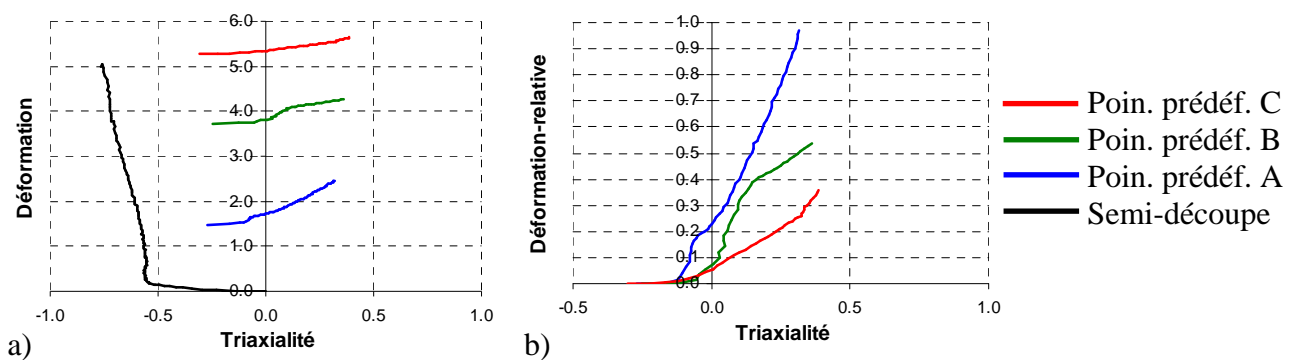 6.0
5.0
4.0
3.0
2.0
1.0
0.0
-1.0
-0.5
0.0
0.5
1.0
Déformation
Triaxialité
a)
1.0
0.9
0.8
0.7
0.6
0.5
0.4
0.3
0.2
0.1
0.0
-0.5
0.0
0.5
1.0
Déformation-relative
Triaxialité
b)
Poin. prédéf. C
Poin. prédéf. B
Poin. prédéf. A
Semi-découpe